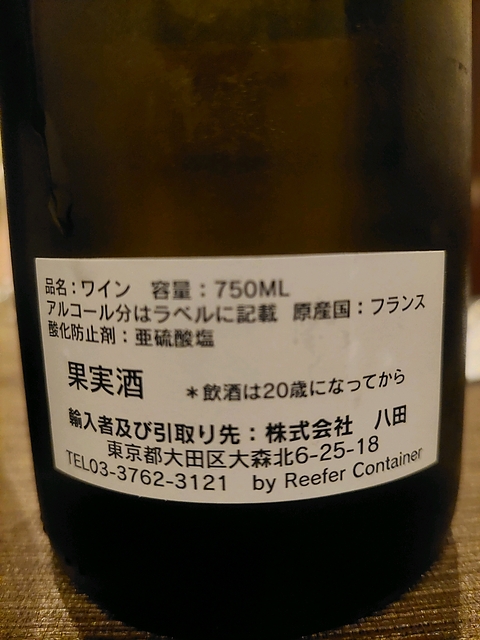 品名：ワイン　容量：750ML
アルコール分はラベルに記載　原産国：フランス
酸化防止剤：亜硫酸塩
果実酒　＊飲酒は20歳になってから
輸入者及び引取り先：株式会社　八田
東京都大田区大森北6-25-18
TEL03-3762-3121　by Reefer Container